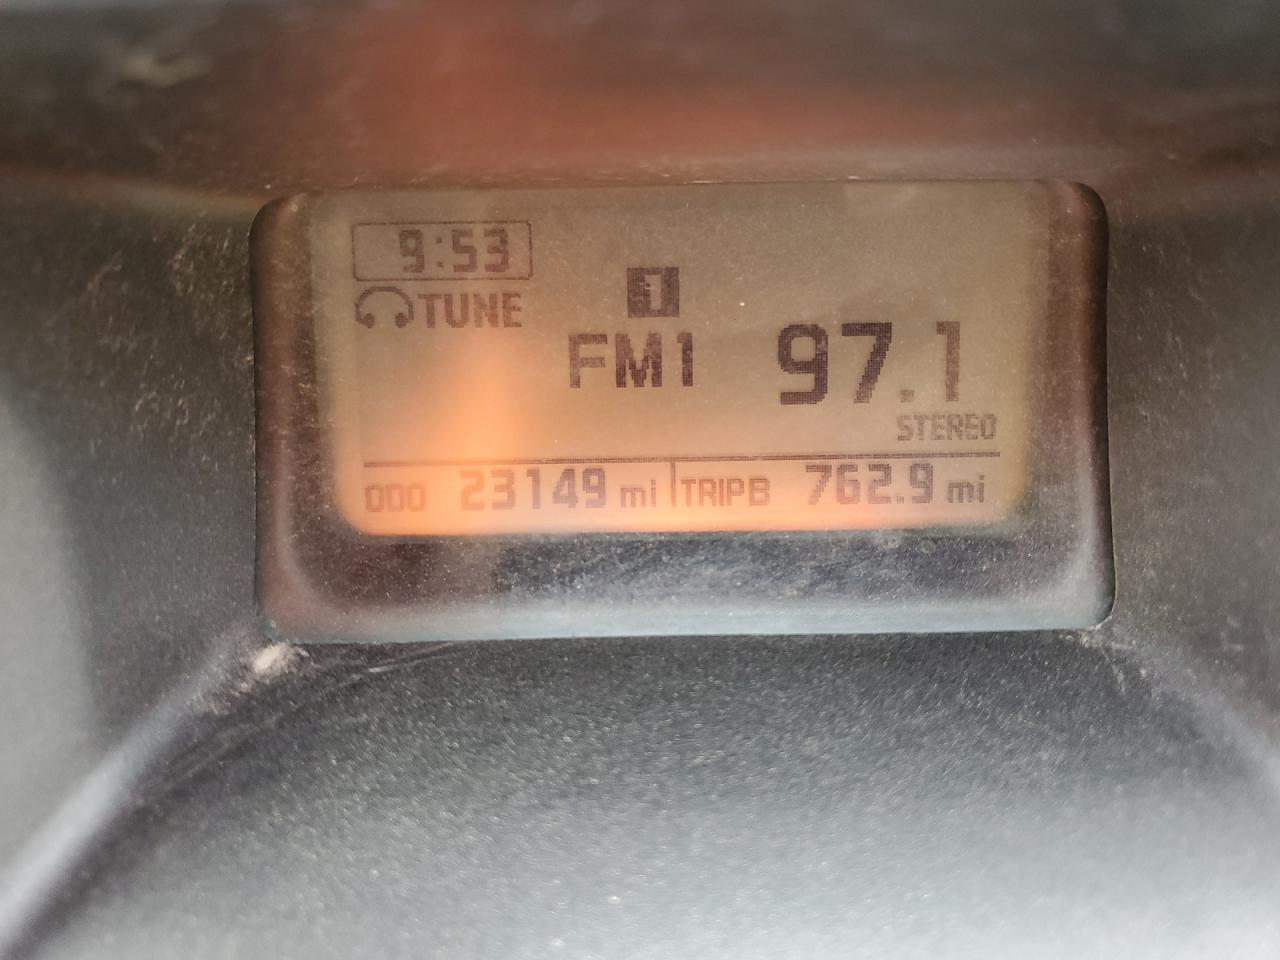 9:53
TUNE
1
FM1 97.1
STEREO
ODO 23149 mi TRIPB 762.9 mi